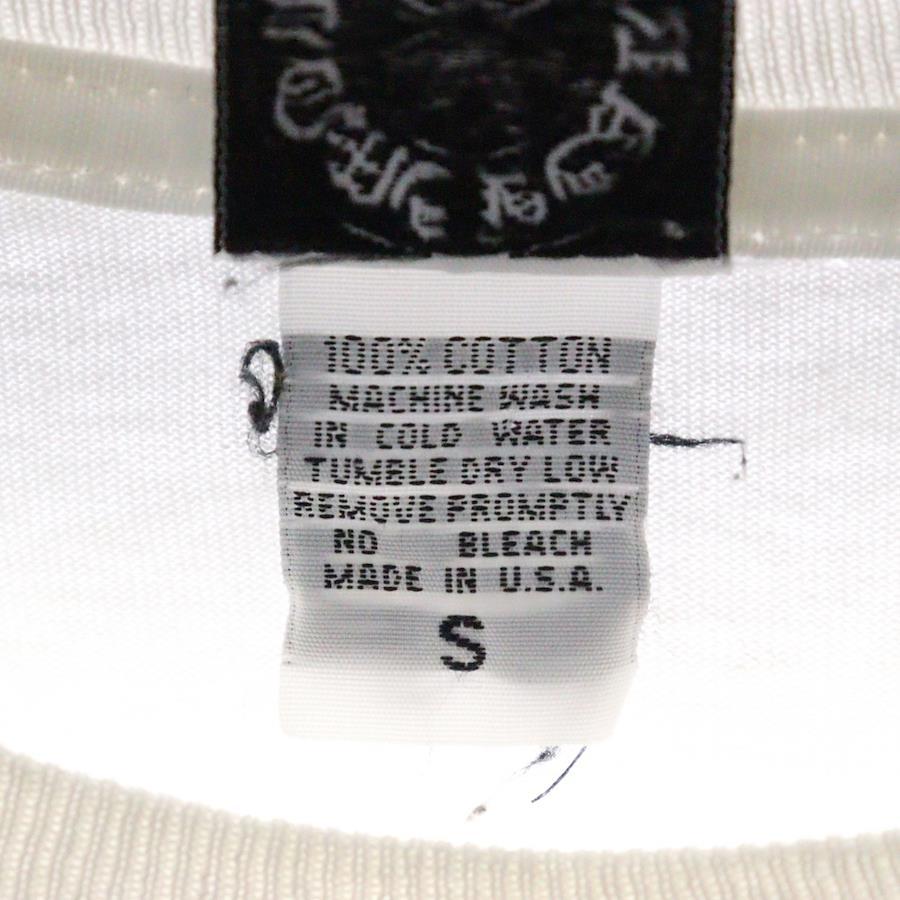 100% COTTON
MACHINE WASH
IN COLD WATER
TUMBLE DRY LOW
REMOVE PROMPTLY
NO BLEACH
MADE IN U.S.A.
S